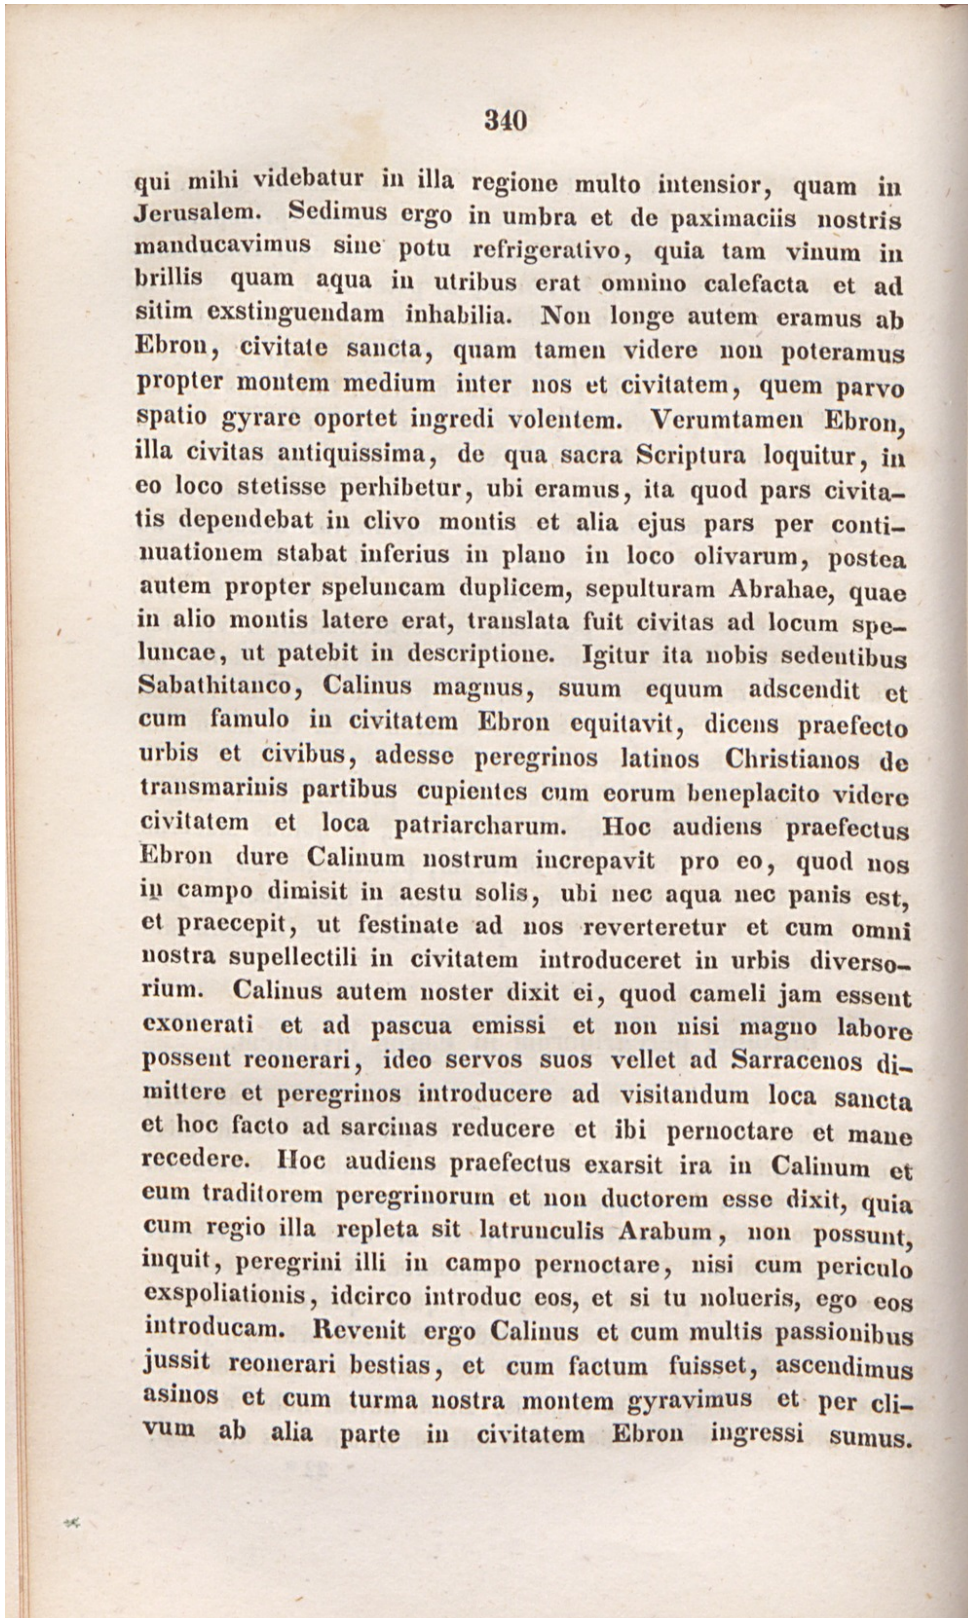 340
qui mihi videbatur in illa regione multo intensior, quam in
Jerusalem. Sedimus ergo in umbra et de paximaciis nostris
manducavimus sine potu refrigerativo, quia tam vinum in
brillis quam aqua in utribus erat omnino calefacta et ad
sitim exstinguendam inhabilia. Non longe autem eramus ab
Ebron, civitate sancta, quam tamen videre non poteramus
propter montem medium inter nos et civitatem, quem parvo
spatio gyrare oportet ingredi volentem. Verumtamen Ebron,
illa civitas antiquissima, de qua sacra Scriptura loquitur, in
eo loco stetisse perhibetur, ubi eramus, ita quod pars civita-
tis dependebat in clivo montis et alia ejus pars per conti-
nuationem stabat inferius in plano in loco olivarum, postea
autem propter speluncam duplicem, sepulturam Abrahae, quae
in alio montis latere erat, translata fuit civitas ad locum spe-
luncae, ut patebit in descriptione. Igitur ita nobis sedentibus
Sabathitanco, Calinus magnus, suum equum adscendit et
cum famulo in civitatem Ebron equitavit, dicens praefecto
urbis et civibus, adesse peregrinos latinos Christianos de
transmarinis partibus cupientes cum eorum beneplacito videre
civitatem et loca patriarcharum. Hoc audiens praefectus
Ebron dure Calinum nostrum increpavit pro eo, quod nos
in campo dimisit in aestu solis, ubi nec aqua nec panis est,
et praecepit, ut festinate ad nos reverteretur et cum omni
nostra supellectili in civitatem introduceret in urbis diverso-
rium. Calinus autem noster dixit ei, quod cameli jam essent
exonerati et ad pascua emissi et non nisi magno labore
possent reonerari, ideo servos suos vellet ad Sarracenos di-
mittere et peregrinos introducere ad visitandum loca sancta
et hoc facto ad sarcinas reducere et ibi pernoctare et mane
recedere. Hoc audiens praefectus exarsit ira in Calinum et
eum traditorem peregrinorum et non ductorem esse dixit, quia
cum regio illa repleta sit latrunculis Arabum, non possunt,
inquit, peregrini illi in campo pernoctare, nisi cum periculo
exspoliationis, idcirco introduc eos, et si tu nolueris, ego eos
introducam. Revenit ergo Calinus et cum multis passionibus
jussit reonerari bestias, et cum factum fuisset, ascendimus
asinos et cum turma nostra montem gyravimus et per cli-
vum ab alia parte in civitatem Ebron ingressi sumus.